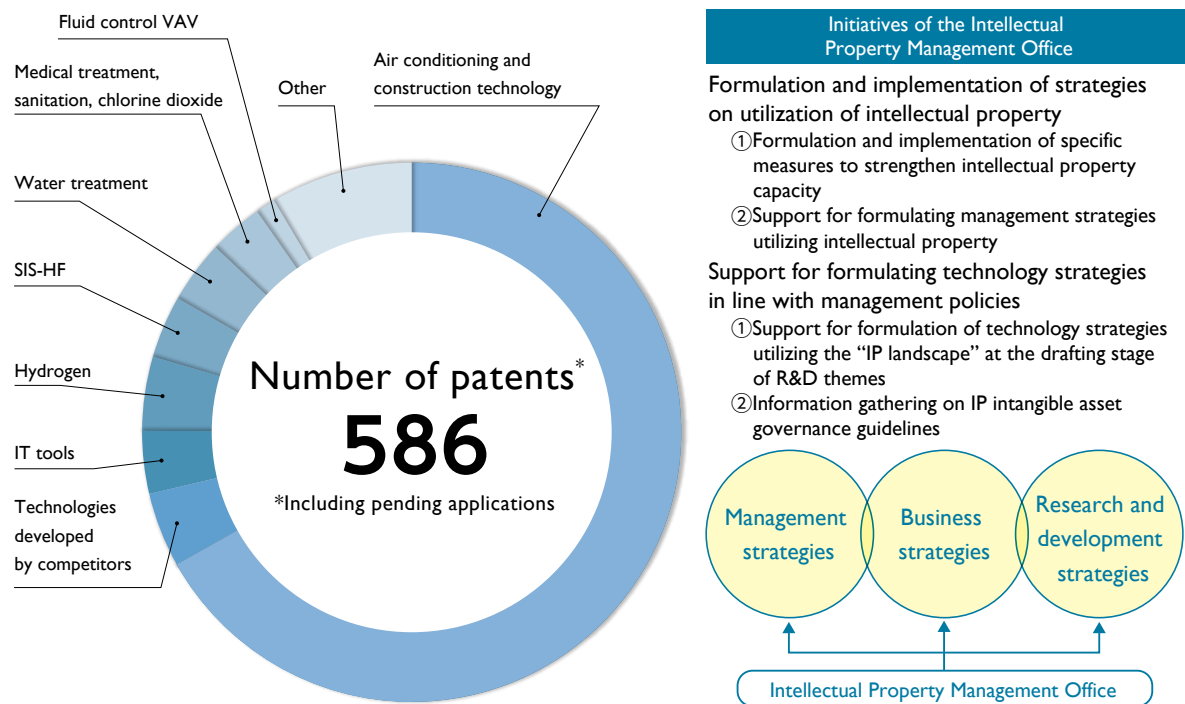 Fluid control VAV
Medical treatment,
sanitation, chlorine dioxide
Other
Air conditioning and
construction technology
Water treatment
SIS-HF
Hydrogen
IT tools
Technologies
developed
by competitors
Number of patents*
586
*Including pending applications
Initiatives of the Intellectual
Property Management Office
Formulation and implementation of strategies
on utilization of intellectual property
①Formulation and implementation of specific
measures to strengthen intellectual property
capacity
②Support for formulating management strategies
utilizing intellectual property
Support for formulating technology strategies
in line with management policies
①Support for formulation of technology strategies
utilizing the “IP landscape” at the drafting stage
of R&D themes
②Information gathering on IP intangible asset
governance guidelines
Management
strategies
Business
strategies
Research and
development
strategies
Intellectual Property Management Office